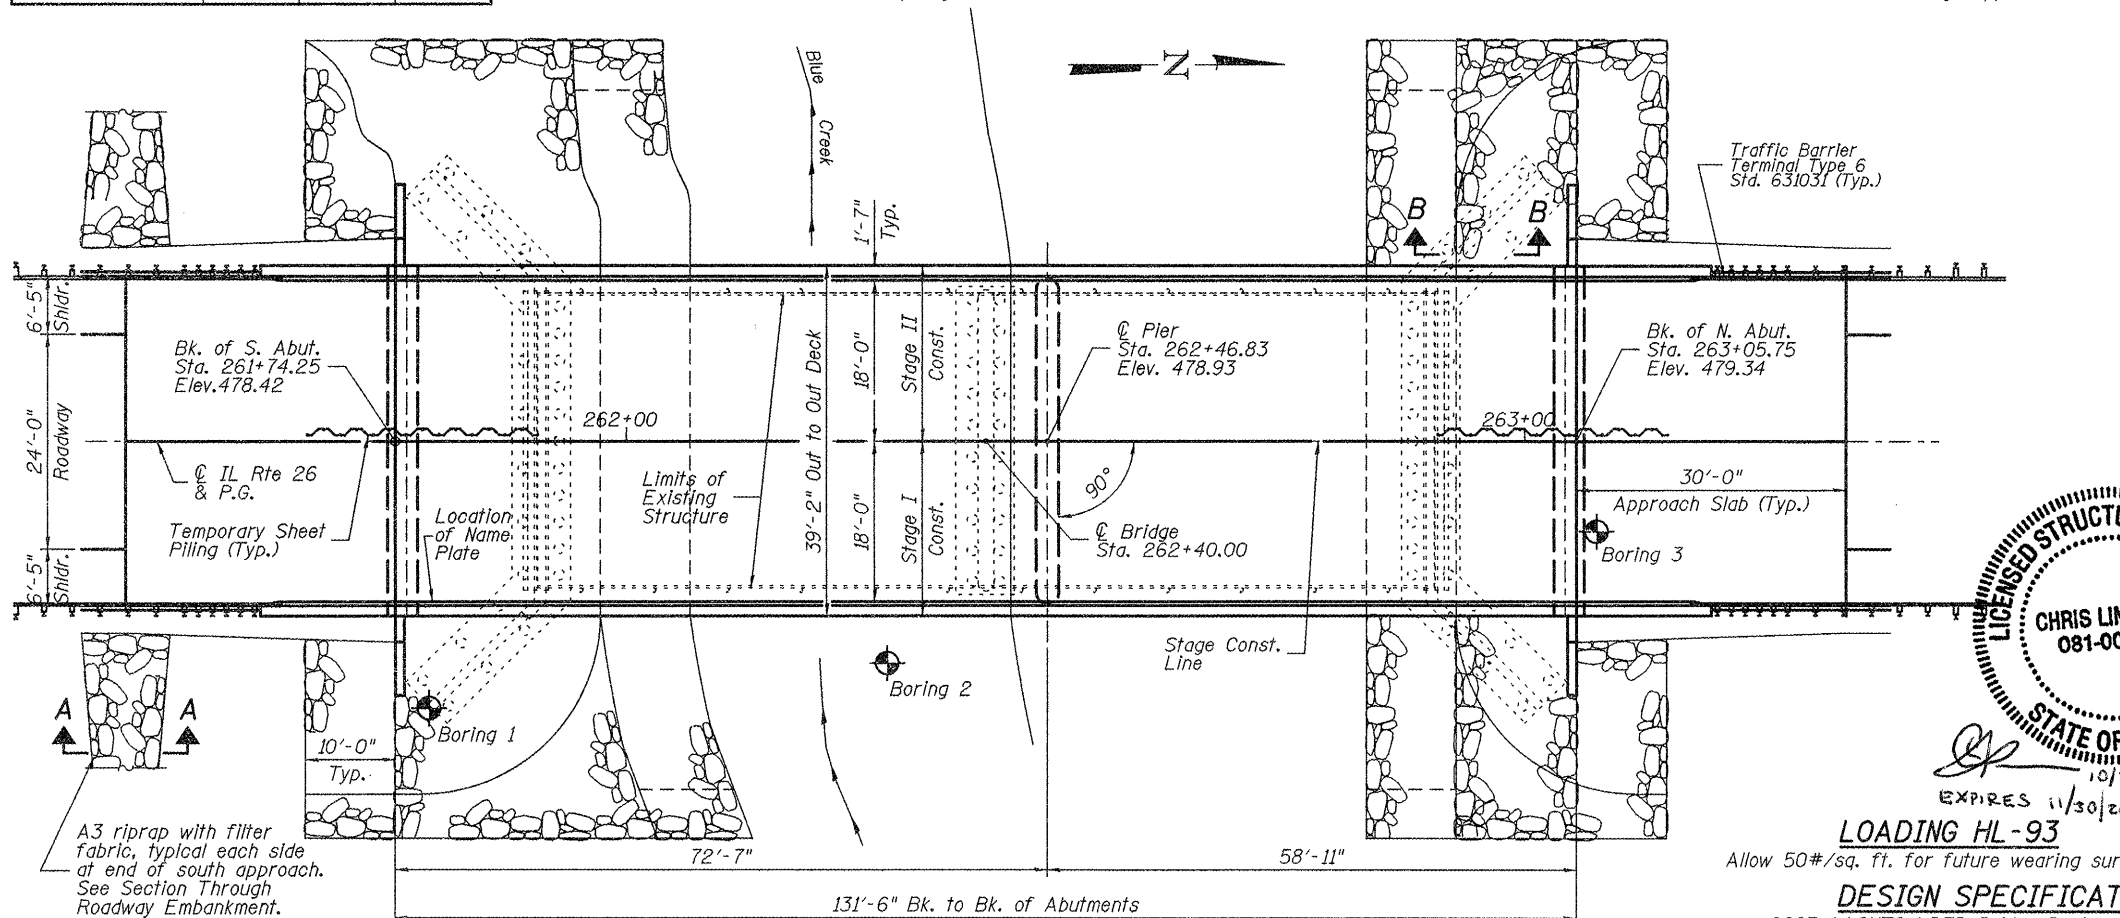 Blue
Creek
N
Traffic Barrier
Terminal Type 6
Std. 631031 (Typ.)
1'-7"
Typ.
B
B
6'-5"
Shldr.
Bk. of S. Abut.
Sta. 261+74.25
Elev.478.42
39'-2" Out to Out Deck
18'-0"
Stage II
Const.
℄ Pier
Sta. 262+46.83
Elev. 478.93
Bk. of N. Abut.
Sta. 263+05.75
Elev. 479.34
24'-0"
Roadway
262+00
263+00
℄ IL Rte 26
& P.G.
Limits of
Existing
Structure
18'-0"
Stage I
Const.
90°
30'-0"
Approach Slab (Typ.)
Temporary Sheet
Piling (Typ.)
Location
of Name
Plate
℄ Bridge
Sta. 262+40.00
Boring 3
6'-5"
Shldr.
LICENSED STRUCTU
CHRIS LIN
081-00
STATE OF
Stage Const.
Line
Boring 2
A
A
Boring 1
10'-0"
Typ.
10/
EXPIRES 11/30/2
A3 riprap with filter
fabric, typical each side
at end of south approach.
See Section Through
Roadway Embankment.
72'-7"
58'-11"
131'-6" Bk. to Bk. of Abutments
LOADING HL-93
Allow 50#/sq. ft. for future wearing sur
DESIGN SPECIFICAT